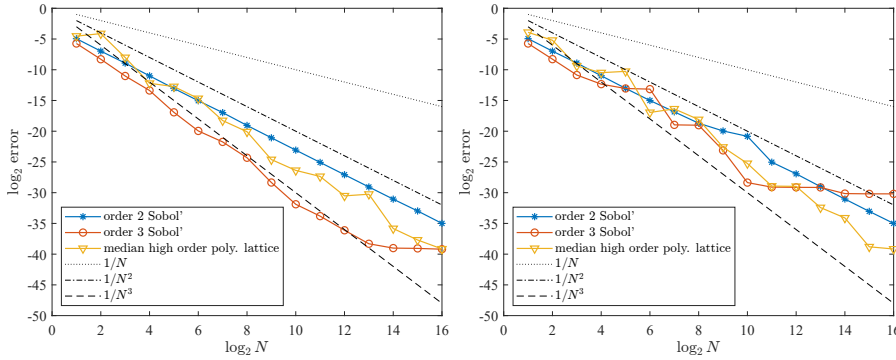 0
-5
-10
-15
-20
-25
-30
-35
-40
-45
-50
0 2 4 6 8 10 12 14 16
log₂ N
log₂ error
order 2 Sobol'
order 3 Sobol'
median high order poly. lattice
1/N
1/N²
1/N³
0
-5
-10
-15
-20
-25
-30
-35
-40
-45
-50
0 2 4 6 8 10 12 14 16
log₂ N
log₂ error
order 2 Sobol'
order 3 Sobol'
median high order poly. lattice
1/N
1/N²
1/N³